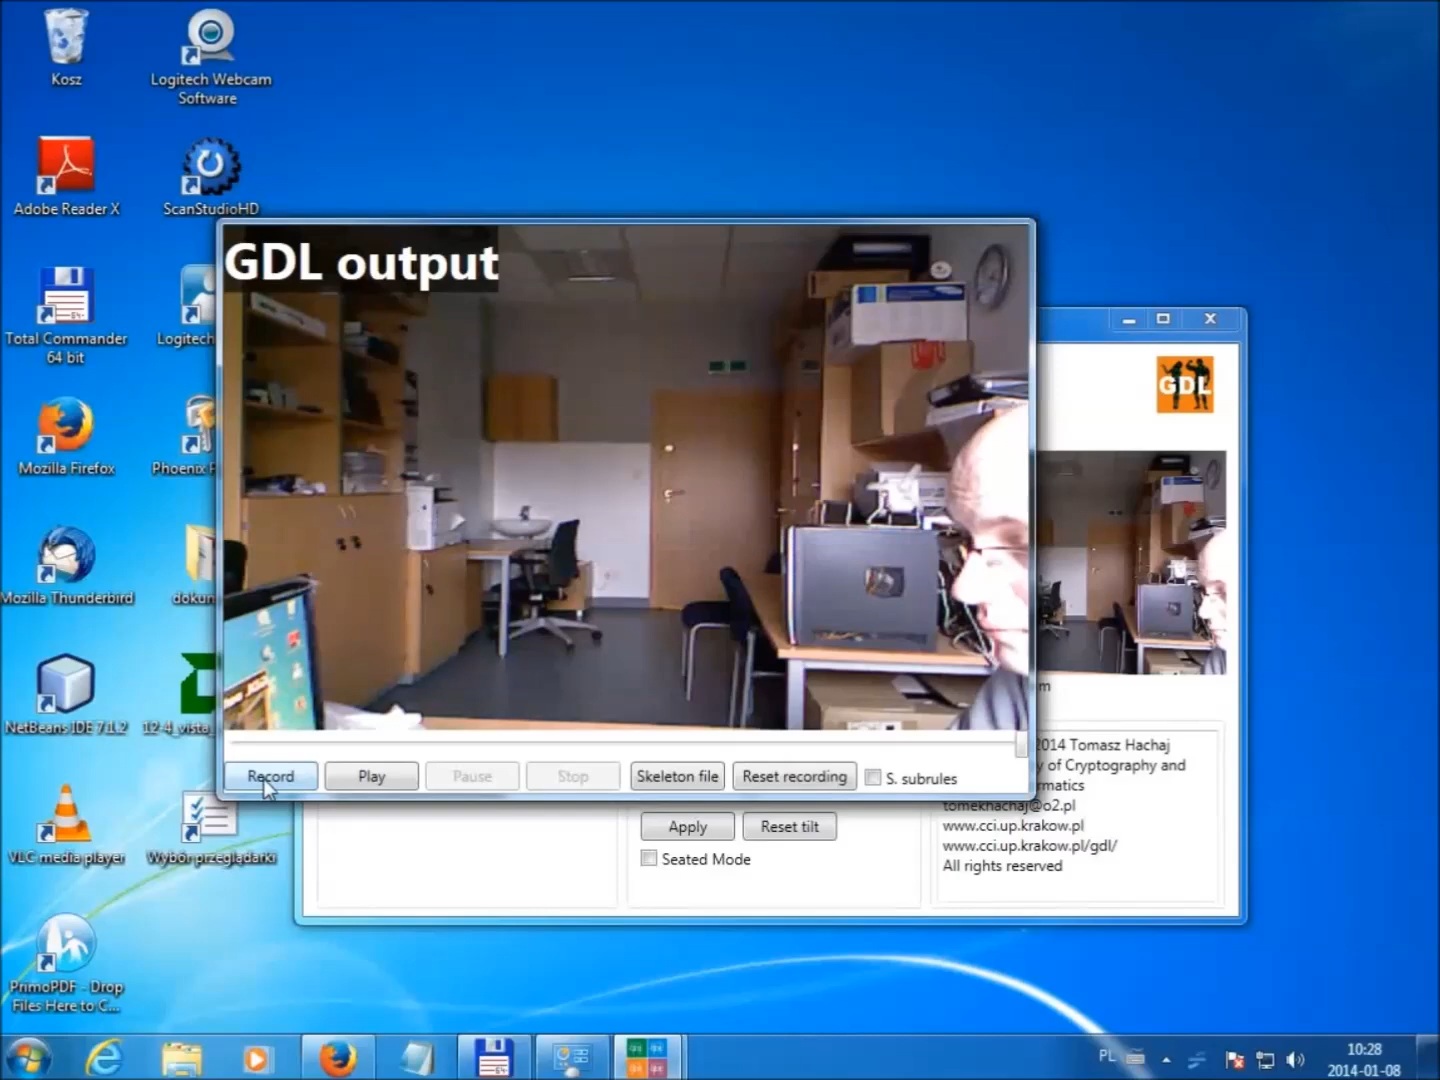 Kosz
Logitech Webcam
Software
Adobe Reader X
ScanStudioHD
GDL output
Total Commander
64 bit
Logitech
GDL
Mozilla Firefox
Phoenix
Mozilla Thunderbird
NetBeans IDE 7.1.2
m
2014 Tomasz Hachaj
y of Cryptography and
rmatics
tomekhachaj@o2.pl
www.cci.up.krakow.pl
www.cci.up.krakow.pl/gdl/
All rights reserved
Record
Play
Pause
Stop
Skeleton file
Reset recording
S. subrules
Apply
Reset tilt
Seated Mode
VLC media player
Wybór przeglądarki
PrimoPDF - Drop
Files Here to C...
PL
10:28
2014-01-08